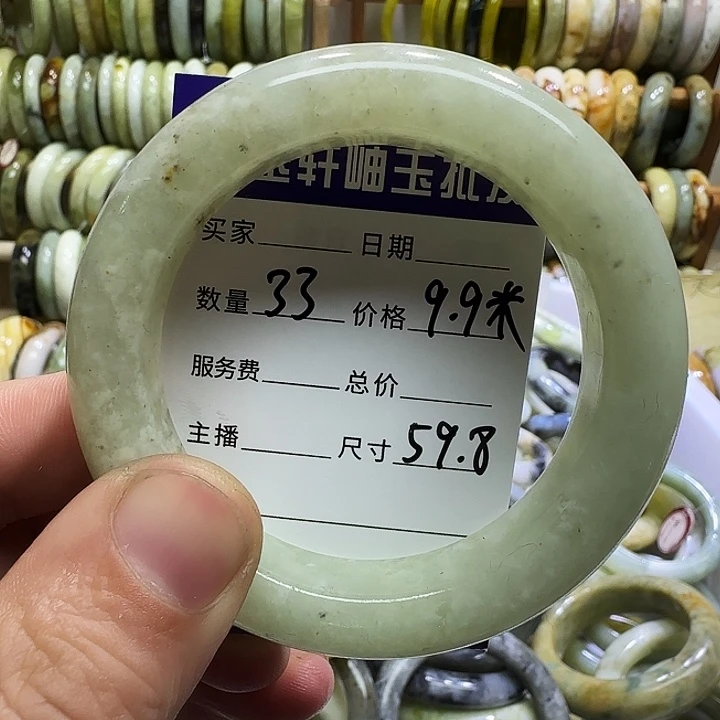 轩岫玉批发
买家 日期
数量 33 价格 9.9米
服务费 总价
主播 尺寸 59.8